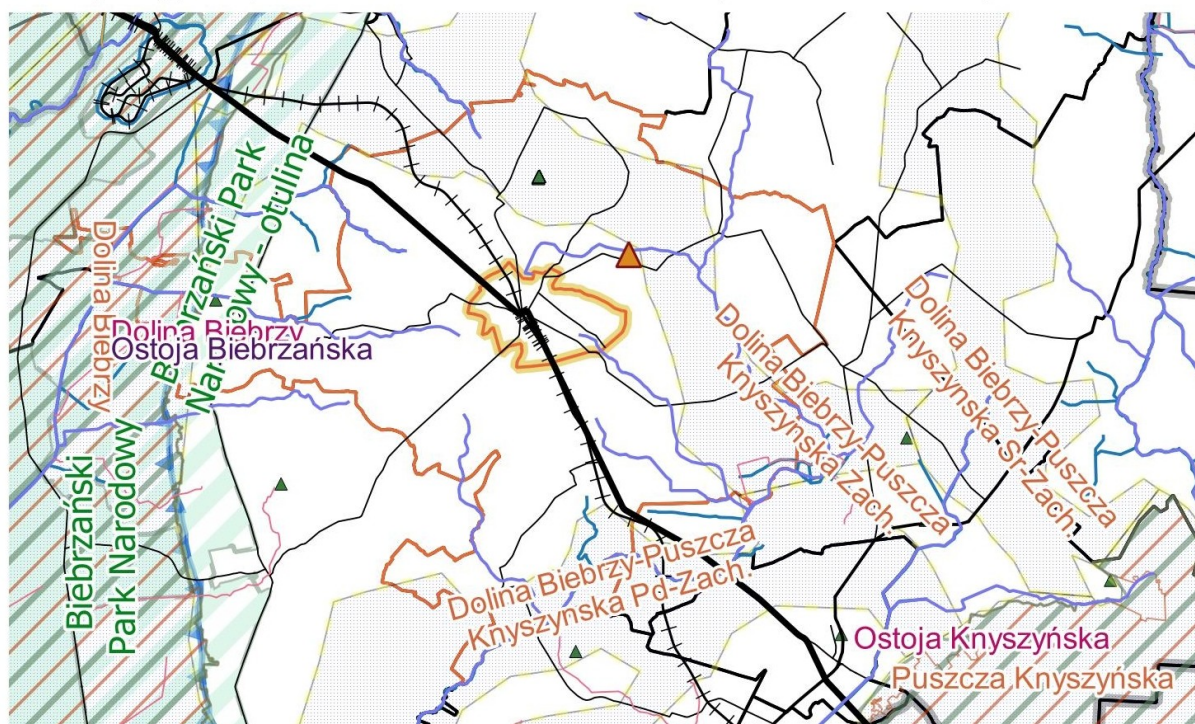 Biebrzański Park
Narodowy - otulina
Dolina Biebrzy
Dolina Biebrzy
Ostoja Biebrzańska
Biebrzański
Park Narodowy
Dolina Biebrzy-Puszcza
Knyszyńska Zach.
Dolina Biebrzy-Puszcza
Knyszyńska Śr-Zach.
Dolina Biebrzy-Puszcza
Knyszyńska Pd-Zach.
Ostoja Knyszyńska
Puszcza Knyszyńska